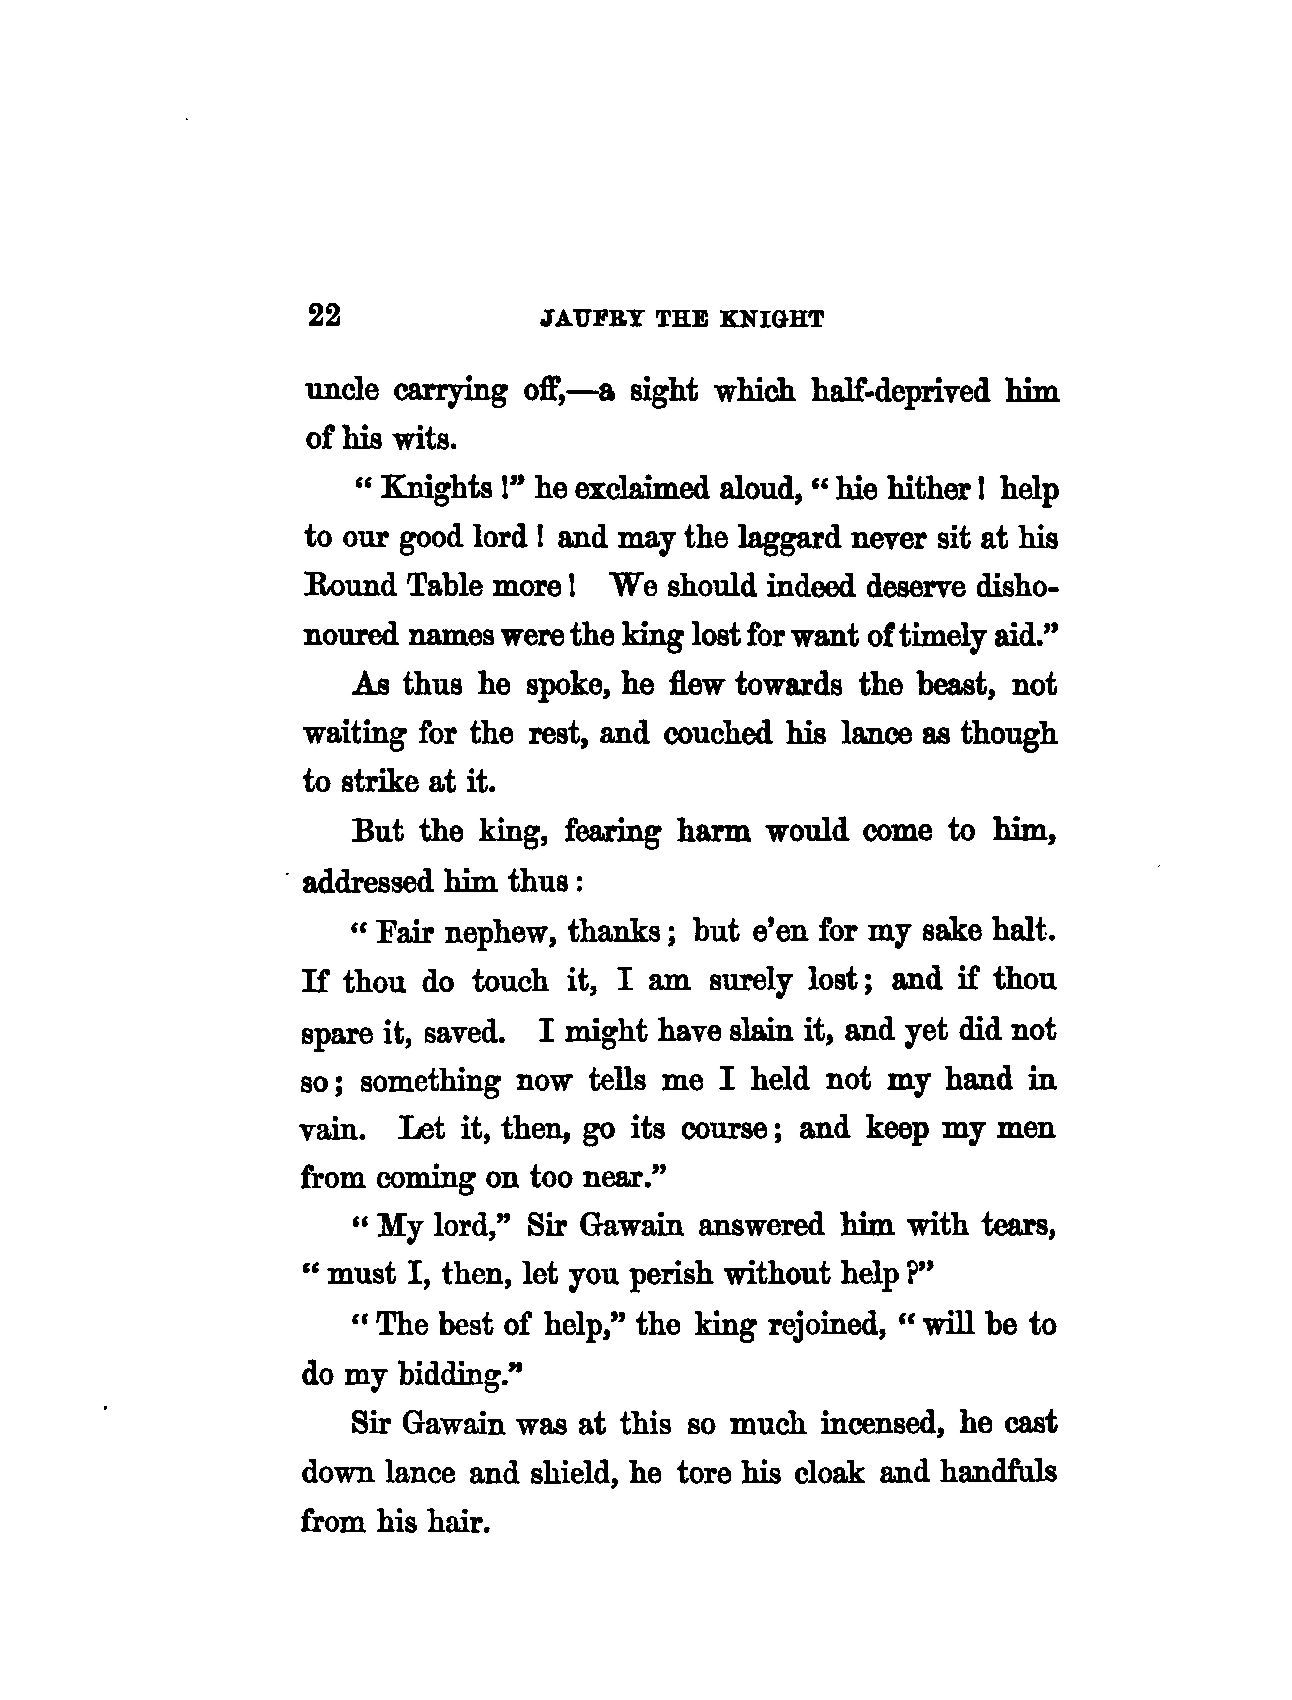 22 JAUFRY THE KNIGHT
uncle carrying off,—a sight which half-deprived him
of his wits.
“ Knights !” he exclaimed aloud, “ hie hither ! help
to our good lord ! and may the laggard never sit at his
Round Table more ! We should indeed deserve disho-
noured names were the king lost for want of timely aid.”
As thus he spoke, he flew towards the beast, not
waiting for the rest, and couched his lance as though
to strike at it.
But the king, fearing harm would come to him,
addressed him thus :
“ Fair nephew, thanks ; but e’en for my sake halt.
If thou do touch it, I am surely lost ; and if thou
spare it, saved. I might have slain it, and yet did not
so ; something now tells me I held not my hand in
vain. Let it, then, go its course ; and keep my men
from coming on too near.”
“ My lord,” Sir Gawain answered him with tears,
“ must I, then, let you perish without help ?”
“ The best of help,” the king rejoined, “ will be to
do my bidding.”
Sir Gawain was at this so much incensed, he cast
down lance and shield, he tore his cloak and handfuls
from his hair.